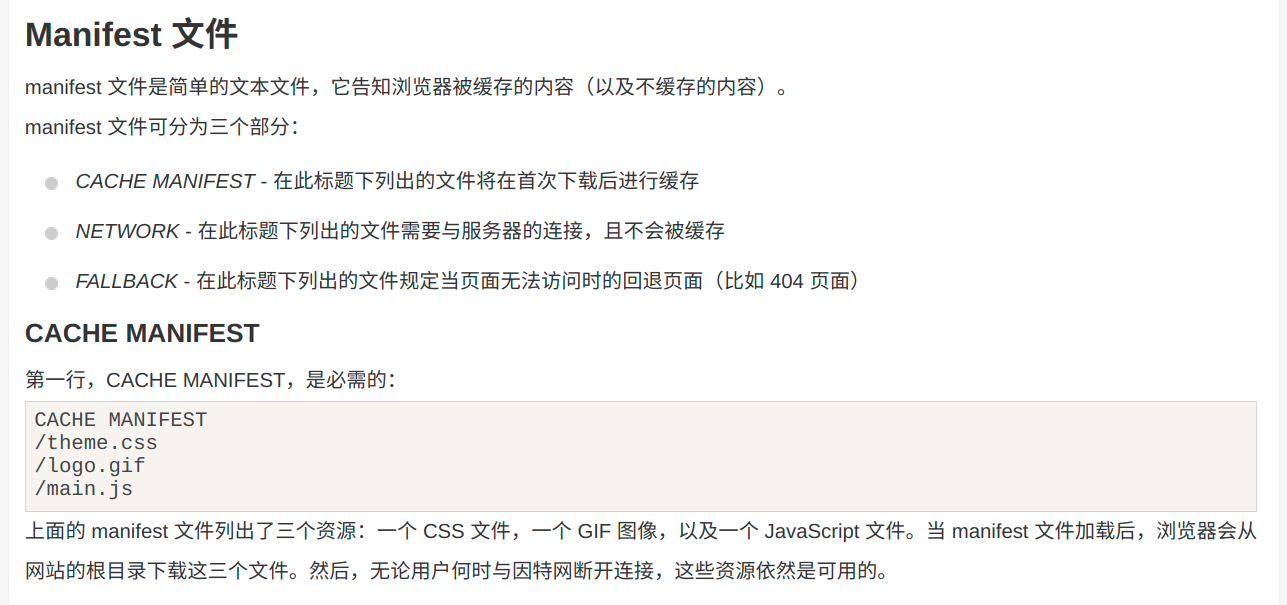 Manifest 文件
manifest 文件是简单的文本文件，它告知浏览器被缓存的内容（以及不缓存的内容）。
manifest 文件可分为三个部分：
CACHE MANIFEST - 在此标题下列出的文件将在首次下载后进行缓存
NETWORK - 在此标题下列出的文件需要与服务器的连接，且不会被缓存
FALLBACK - 在此标题下列出的文件规定当页面无法访问时的回退页面（比如 404 页面）
CACHE MANIFEST
第一行，CACHE MANIFEST，是必需的：
CACHE MANIFEST
/theme.css
/logo.gif
/main.js
上面的 manifest 文件列出了三个资源：一个 CSS 文件，一个 GIF 图像，以及一个 JavaScript 文件。当 manifest 文件加载后，浏览器会从
网站的根目录下载这三个文件。然后，无论用户何时与因特网断开连接，这些资源依然是可用的。